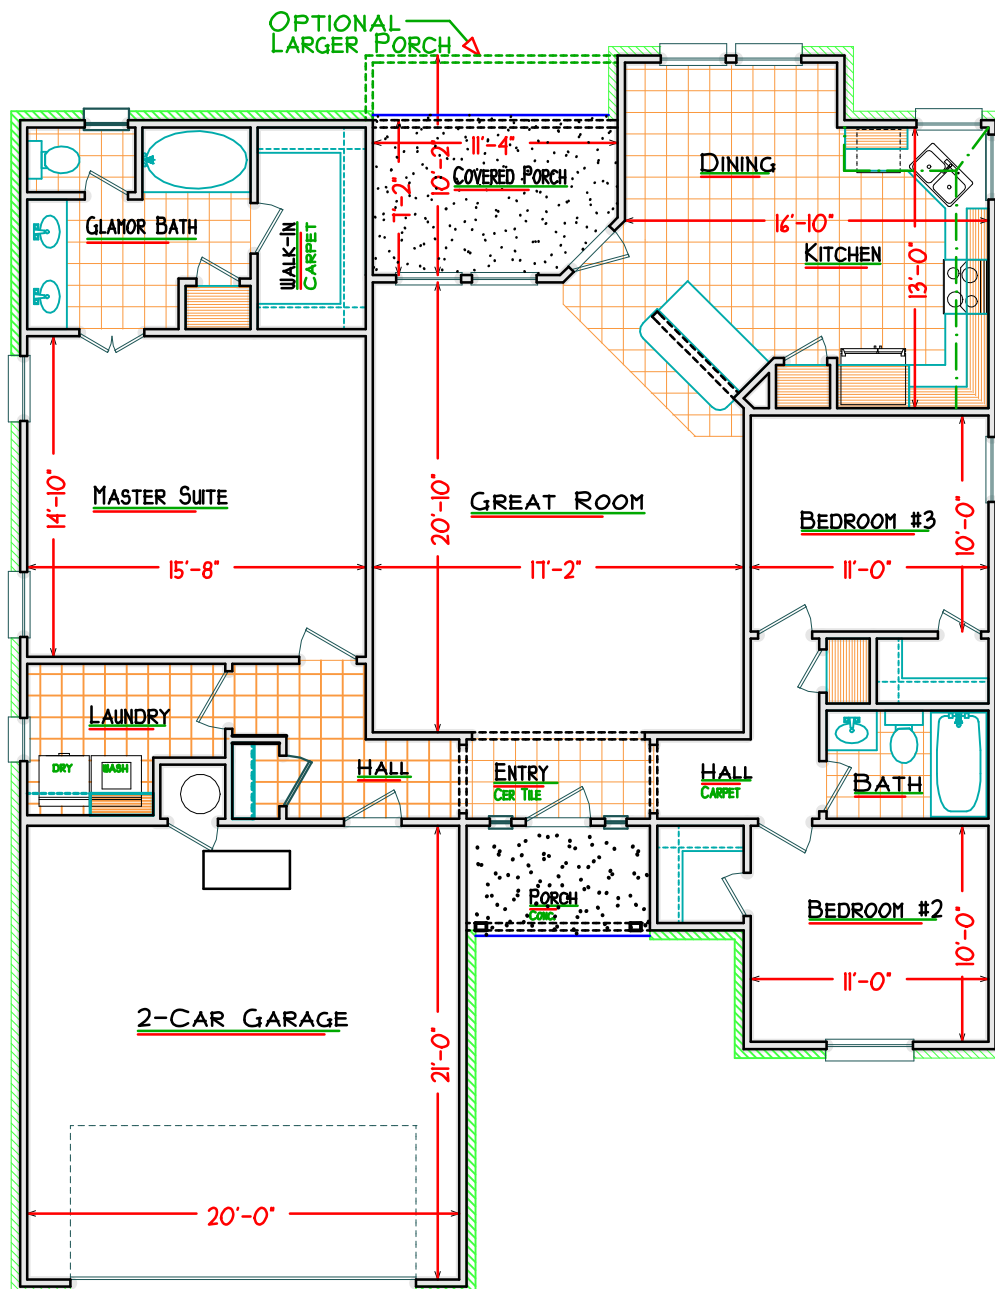 OPTIONAL
LARGER PORCH
11'-4"
10'-2"
7'-2"
COVERED PORCH
DINING
16'-10"
KITCHEN
13'-0"
GLAMOR BATH
WALK-IN
CARPET
MASTER SUITE
14'-10"
15'-8"
GREAT ROOM
20'-10"
17'-2"
BEDROOM #3
10'-0"
11'-0"
LAUNDRY
DRY
WASH
HALL
ENTRY
CER TILE
HALL
CARPET
BATH
PORCH
CONC.
BEDROOM #2
10'-0"
11'-0"
2-CAR GARAGE
21'-0"
20'-0"